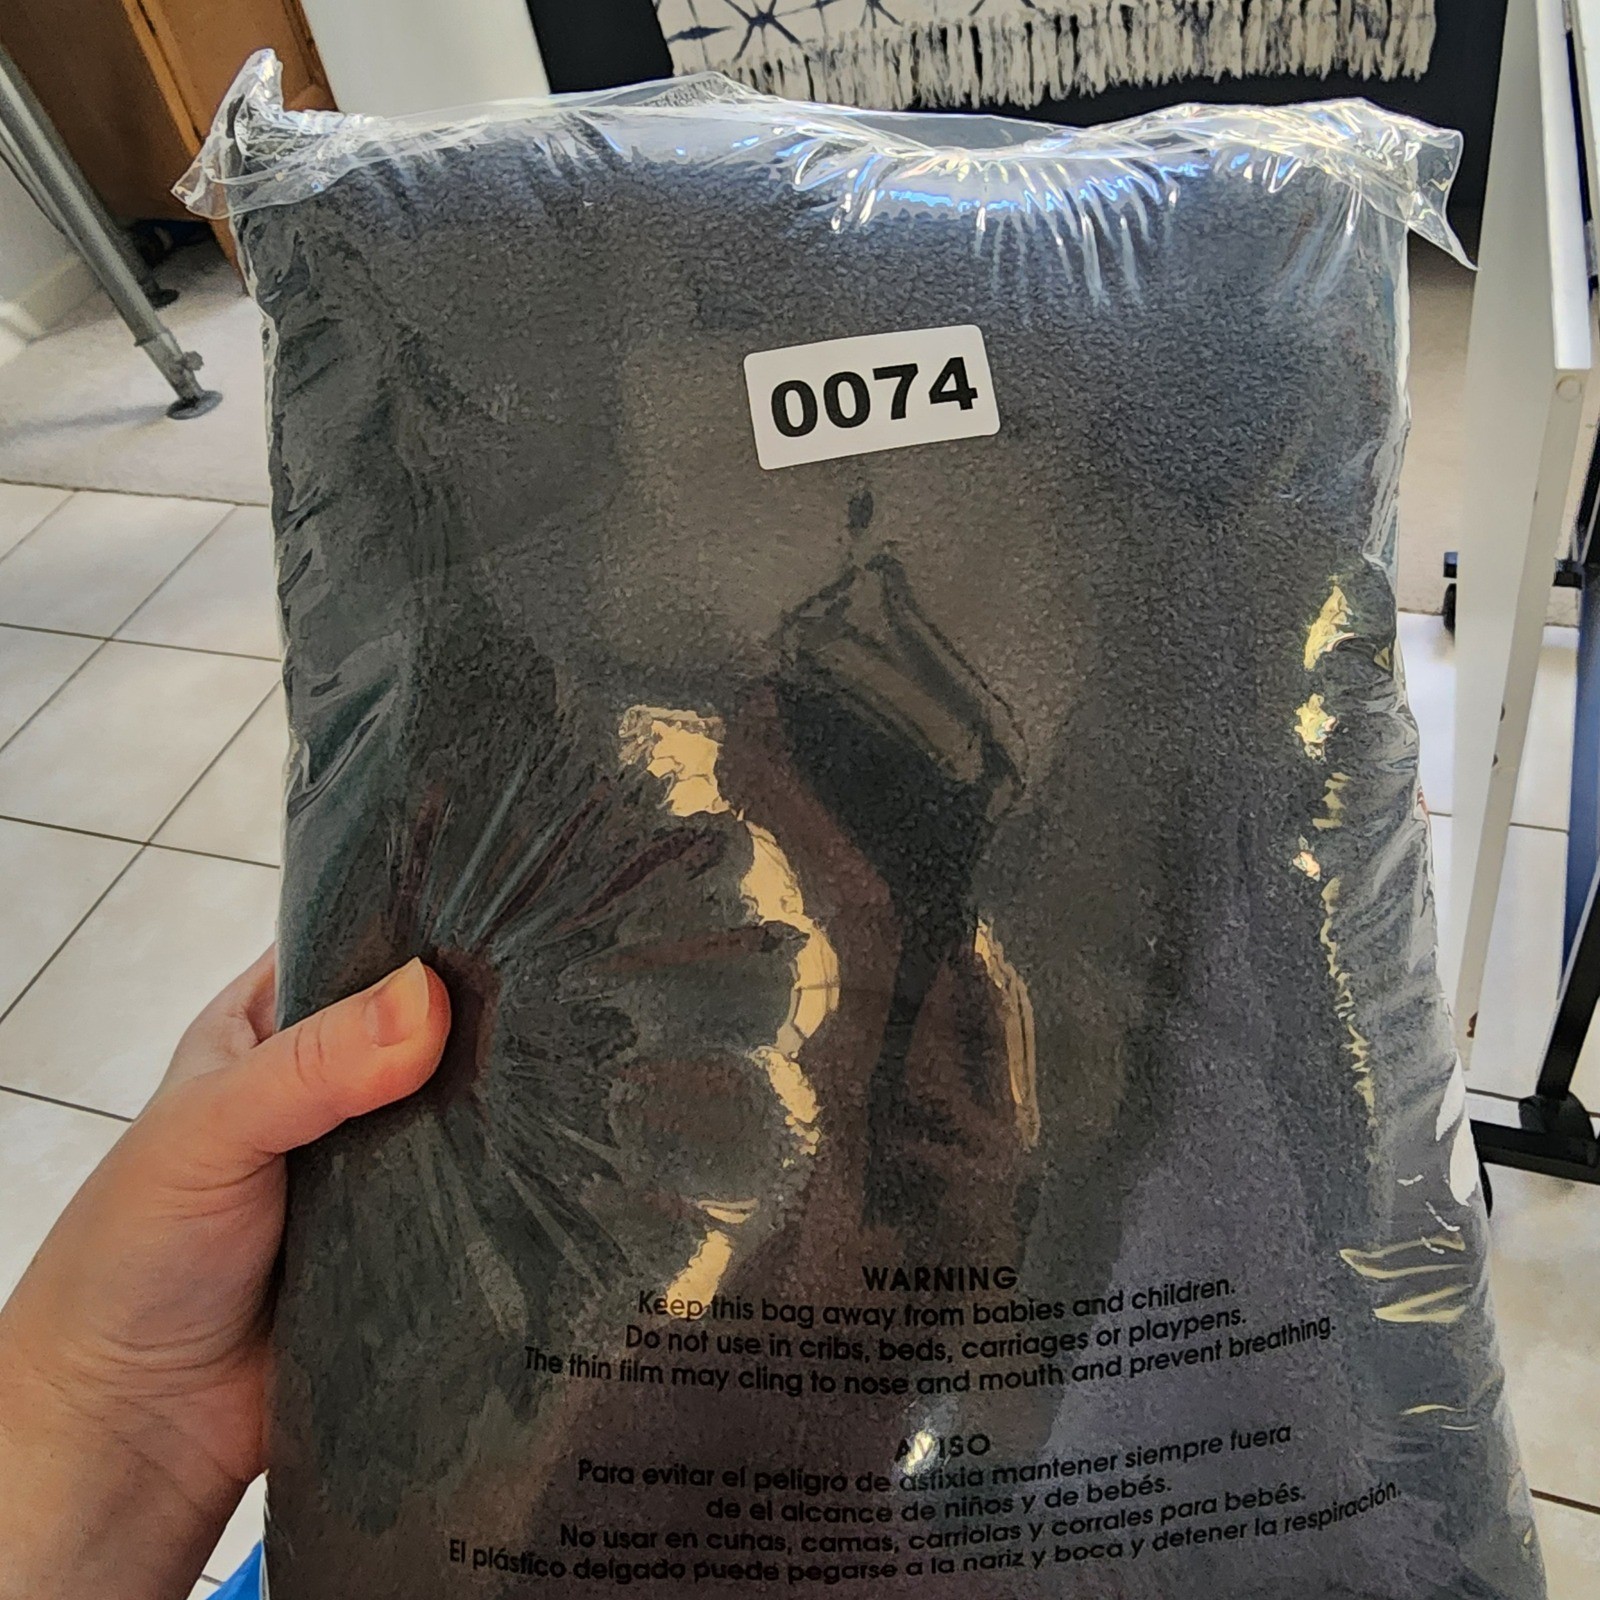 0074
WARNING
Keep this bag away from babies and children.
Do not use in cribs, beds, carriages or playpens.
The thin film may cling to nose and mouth and prevent breathing.
AVISO
Para evitar el peligro de asfixia mantener siempre fuera
de el alcance de niños y de bebés.
No usar en cunas, camas, carriolas y corrales para bebés.
El plástico delgado puede pegarse a la nariz y boca y detener la respiración.